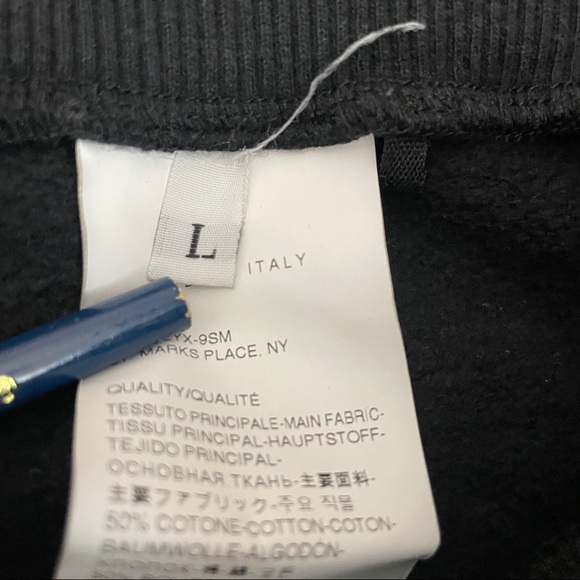 L
ITALY
YX-9SM
MARKS PLACE, NY
QUALITY/QUALITÉ
TESSUTO PRINCIPALE-MAIN FABRIC-
TISSU PRINCIPAL-HAUPTSTOFF-
TEJIDO PRINCIPAL-
ОСНОВНАЯ ТКАНЬ-主要面料-
主要ファブリック-주요 직물
50% COTONE-COTTON-COTON-
BAUMWOLLE-ALGODÓN-